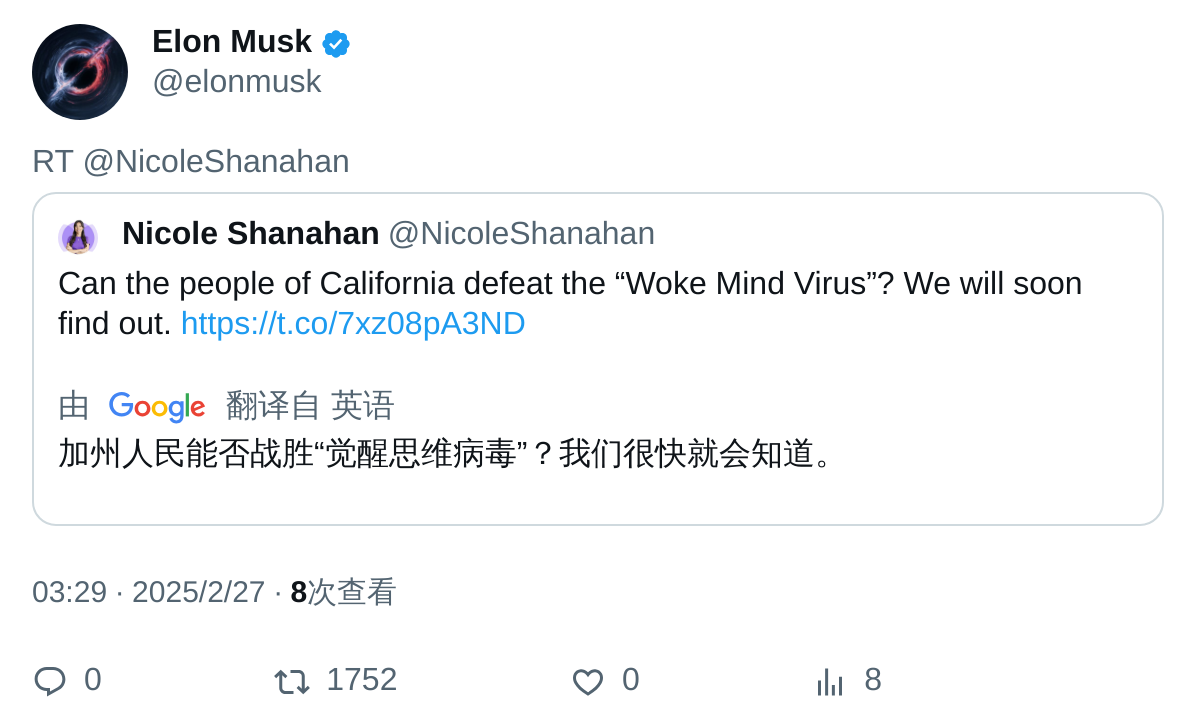 Elon Musk
@elonmusk
RT @NicoleShanahan
Nicole Shanahan @NicoleShanahan
Can the people of California defeat the “Woke Mind Virus”? We will soon
find out. https://t.co/7xz08pA3ND
由 Google 翻译自 英语
加州人民能否战胜“觉醒思维病毒”？我们很快就会知道。
03:29 · 2025/2/27 · 8次查看
0 1752 0 8